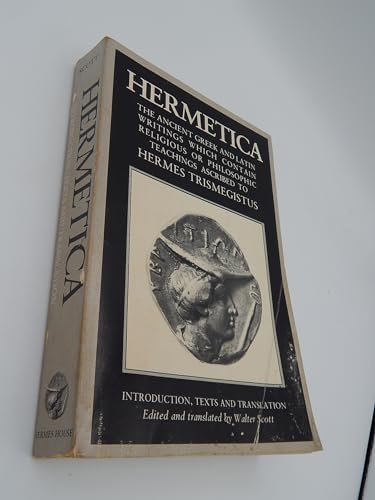 HERMETICA
THE ANCIENT GREEK AND LATIN
WRITINGS WHICH CONTAIN
RELIGIOUS OR PHILOSOPHIC
TEACHINGS ASCRIBED TO
HERMES TRISMEGISTUS
INTRODUCTION, TEXTS AND TRANSLATION
Edited and translated by Walter Scott
SCOTT
HERMETICA
HERMES HOUSE